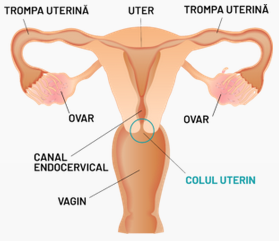 TROMPA UTERINĂ
UTER
TROMPA UTERINĂ
OVAR
OVAR
CANAL
ENDOCERVICAL
COLUL UTERIN
VAGIN